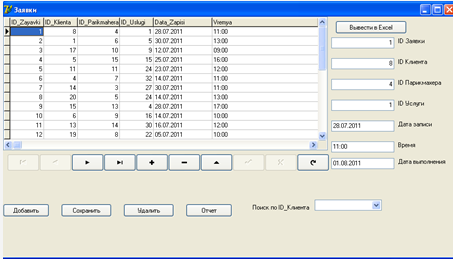 Заявки
ID_Zayavki ID_Klienta ID_Parikmahera ID_Uslugi Data_Zapisi Vremya
1 8 4 1 28.07.2011 11:00
2 1 6 5 30.07.2011 13:00
3 17 10 9 12.07.2011 09:00
4 5 15 15 25.07.2011 16:00
5 11 11 24 23.07.2011 12:00
6 4 7 32 14.07.2011 11:00
7 14 3 27 30.07.2011 11:00
8 20 5 24 14.07.2011 13:00
9 15 13 4 28.07.2011 17:00
10 6 9 16 14.07.2011 10:00
11 13 14 30 16.07.2011 12:00
12 19 8 22 05.07.2011 10:00
Вывести в Excel
1 ID Заявки
8 ID Клиента
4 ID Парикмахера
1 ID Услуги
28.07.2011 Дата записи
11:00 Время
01.08.2011 Дата выполнения
Добавить Сохранить Удалить Отчет Поиск по ID_Клиента